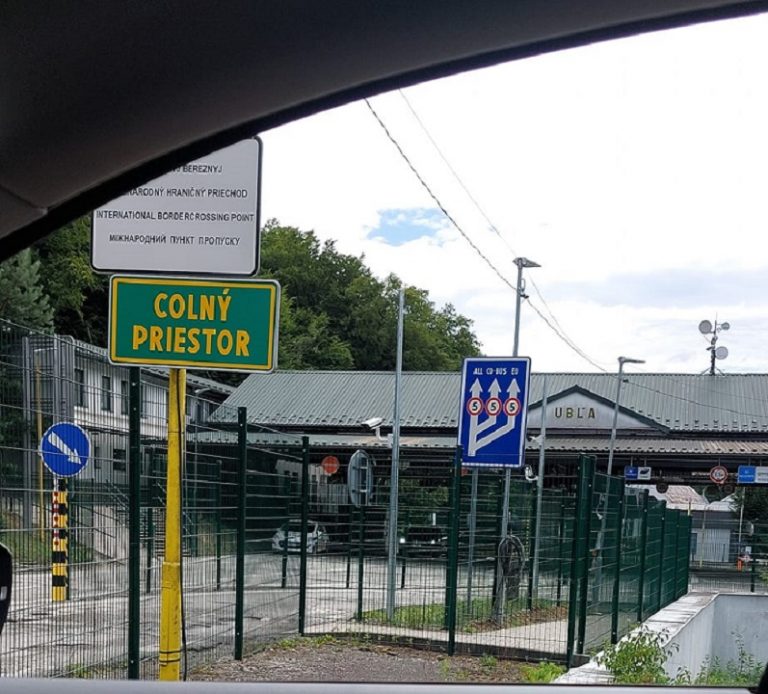 BEREZNYJ
HRANIČNÝ PRIECHOD
INTERNATIONAL BORDERCROSSING POINT
МІЖНАРОДНИЙ ПУНКТ ПРОПУСКУ
COLNÝ
PRIESTOR
ALL CD·BUS EU
5 5 5
UBĽA